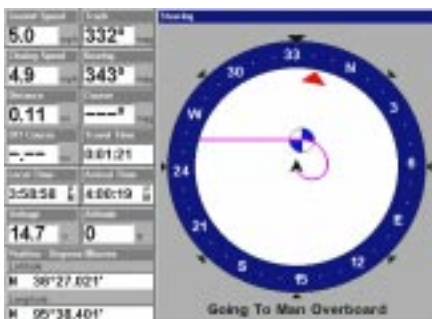 Ground Speed Track
5.0 332°
Closing Speed Bearing
4.9 343°
Distance Course
0.11 ---°
Off Course Travel Time
-.-- 0:01:21
Local Time Arrival Time
3:58:58 4:00:19
Voltage Altitude
14.7 0
Position Degrees Minutes
Latitude
N 36°27.021'
Longitude
95°38.401'
Steering
33
30 N
W 3
24 6
21 E
S 15 12
Going To Man Overboard